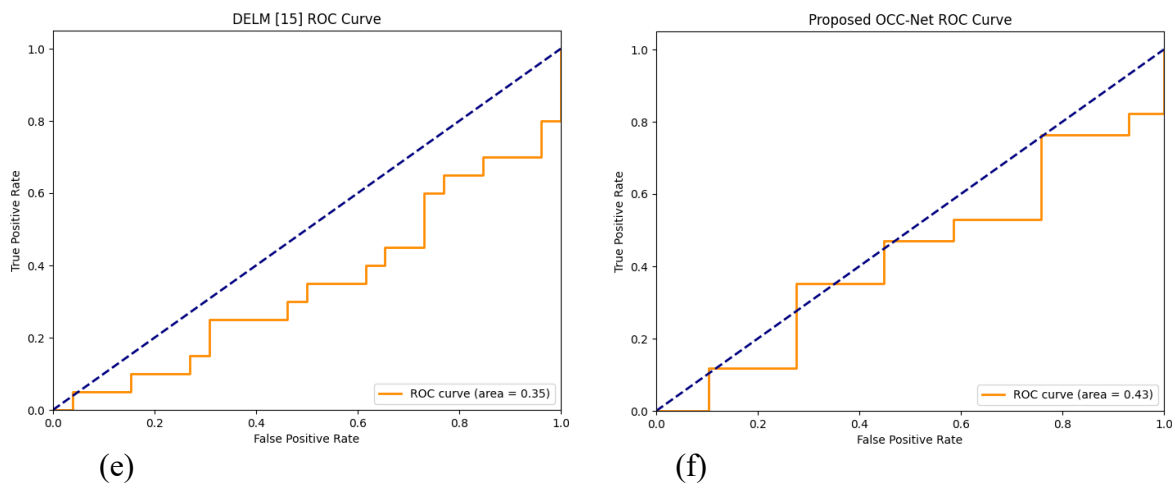 DELM [15] ROC Curve
1.0
0.8
0.6
0.4
0.2
0.0
True Positive Rate
0.0 0.2 0.4 0.6 0.8 1.0
False Positive Rate
ROC curve (area = 0.35)
(e)
Proposed OCC-Net ROC Curve
1.0
0.8
0.6
0.4
0.2
0.0
True Positive Rate
0.0 0.2 0.4 0.6 0.8 1.0
False Positive Rate
ROC curve (area = 0.43)
(f)